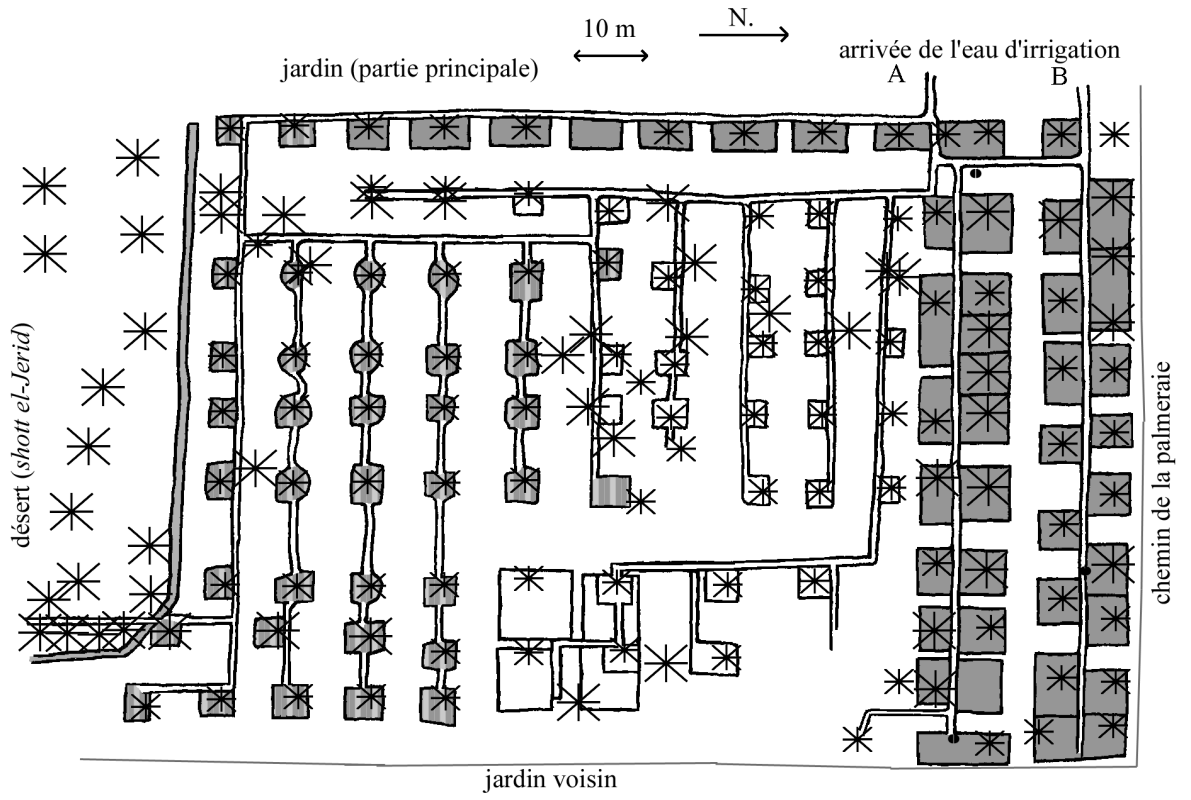 10 m
N.
arrivée de l'eau d'irrigation
jardin (partie principale)
A
B
désert (shott el-Jerid)
chemin de la palmeraie
jardin voisin